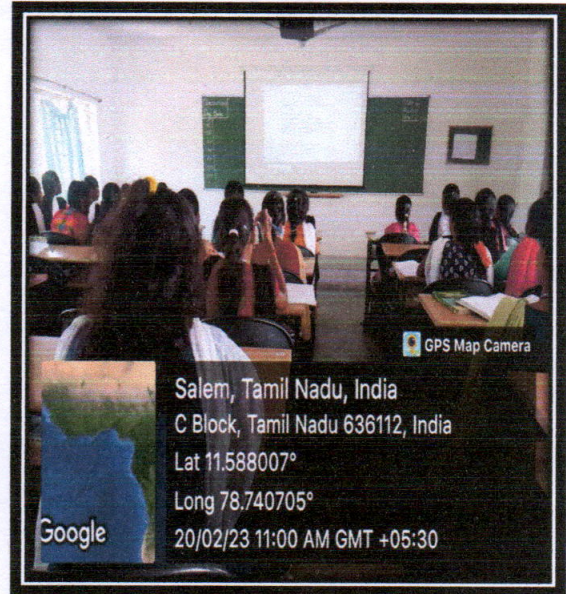 GPS Map Camera
Salem, Tamil Nadu, India
C Block, Tamil Nadu 636112, India
Lat 11.588007°
Long 78.740705°
20/02/23 11:00 AM GMT +05:30
Google